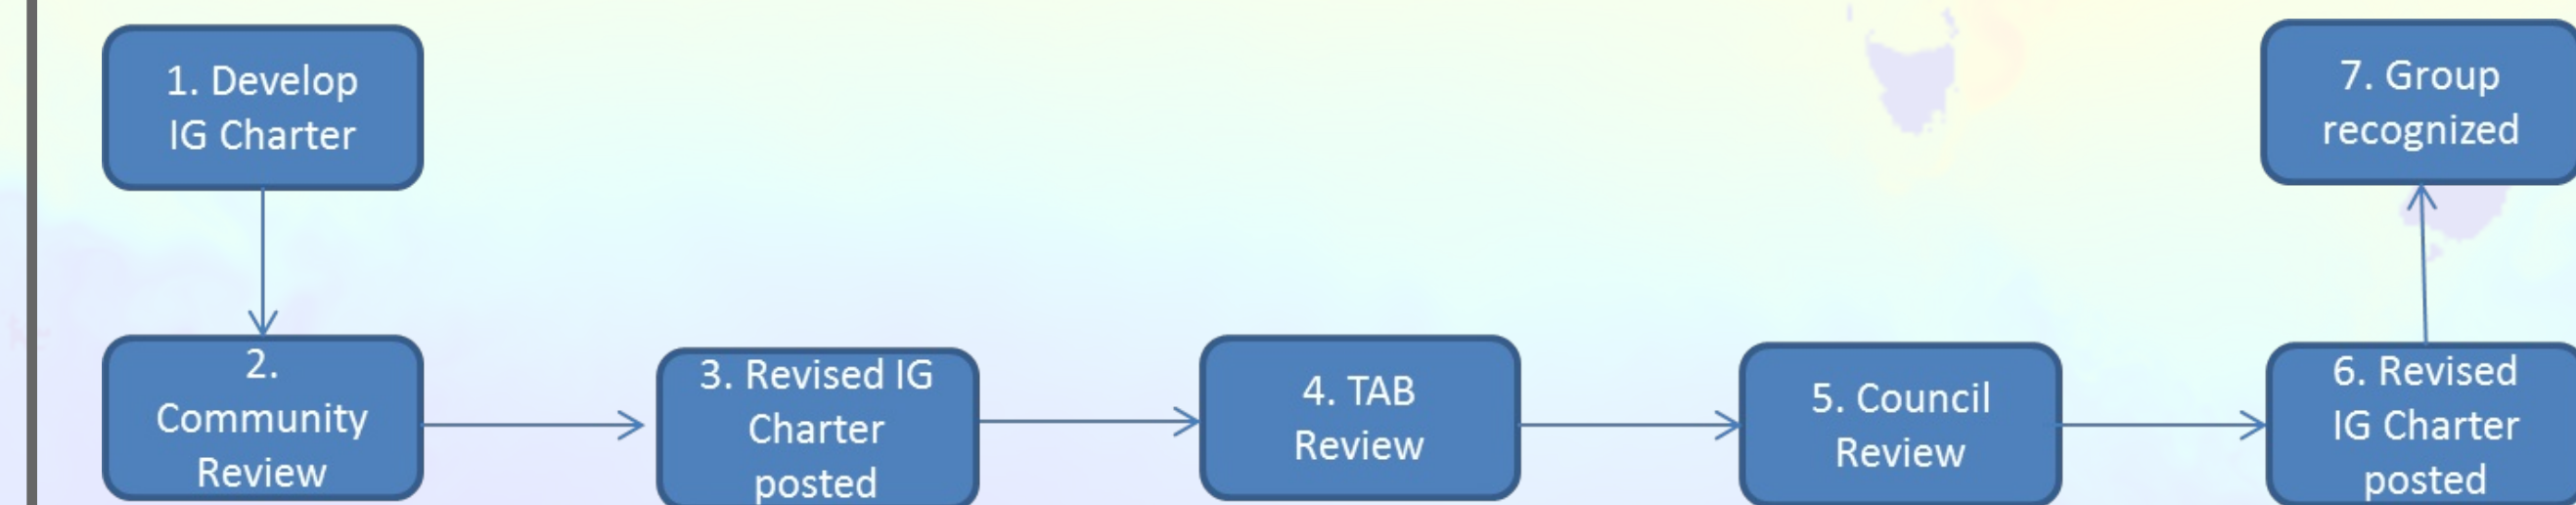 1. Develop
IG Charter
2.
Community
Review
3. Revised IG
Charter
posted
4. TAB
Review
5. Council
Review
6. Revised
IG Charter
posted
7. Group
recognized